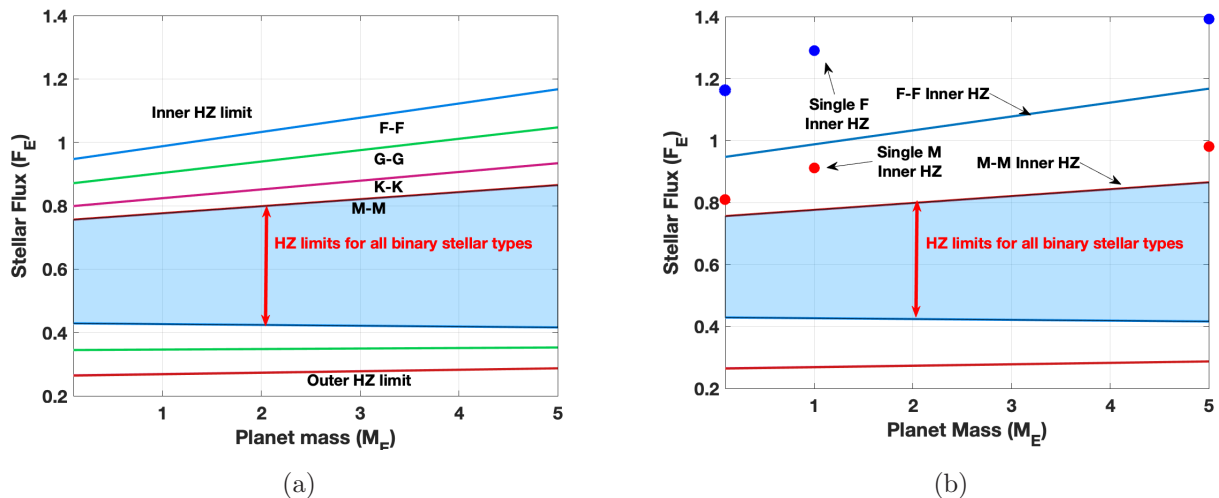 1.4
1.2
1
0.8
0.6
0.4
0.2
Stellar Flux (F_E)
Inner HZ limit
F-F
G-G
K-K
M-M
HZ limits for all binary stellar types
Outer HZ limit
1
2
3
4
5
Planet mass (M_E)
(a)
1.4
1.2
1
0.8
0.6
0.4
0.2
Stellar Flux (F_E)
Single F
Inner HZ
F-F Inner HZ
Single M
Inner HZ
M-M Inner HZ
HZ limits for all binary stellar types
1
2
3
4
5
Planet Mass (M_E)
(b)